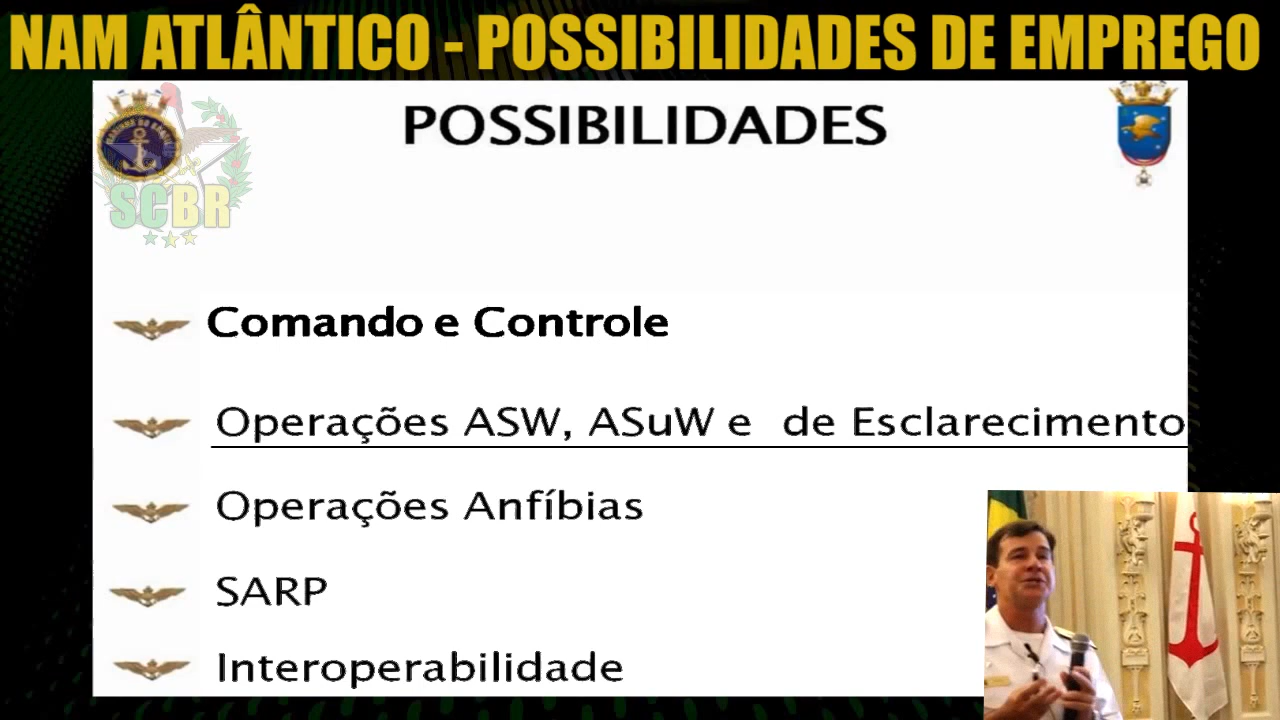 NAM ATLÂNTICO - POSSIBILIDADES DE EMPREGO
POSSIBILIDADES
SCBR
Comando e Controle
Operações ASW, ASuW e de Esclarecimento
Operações Anfíbias
SARP
Interoperabilidade